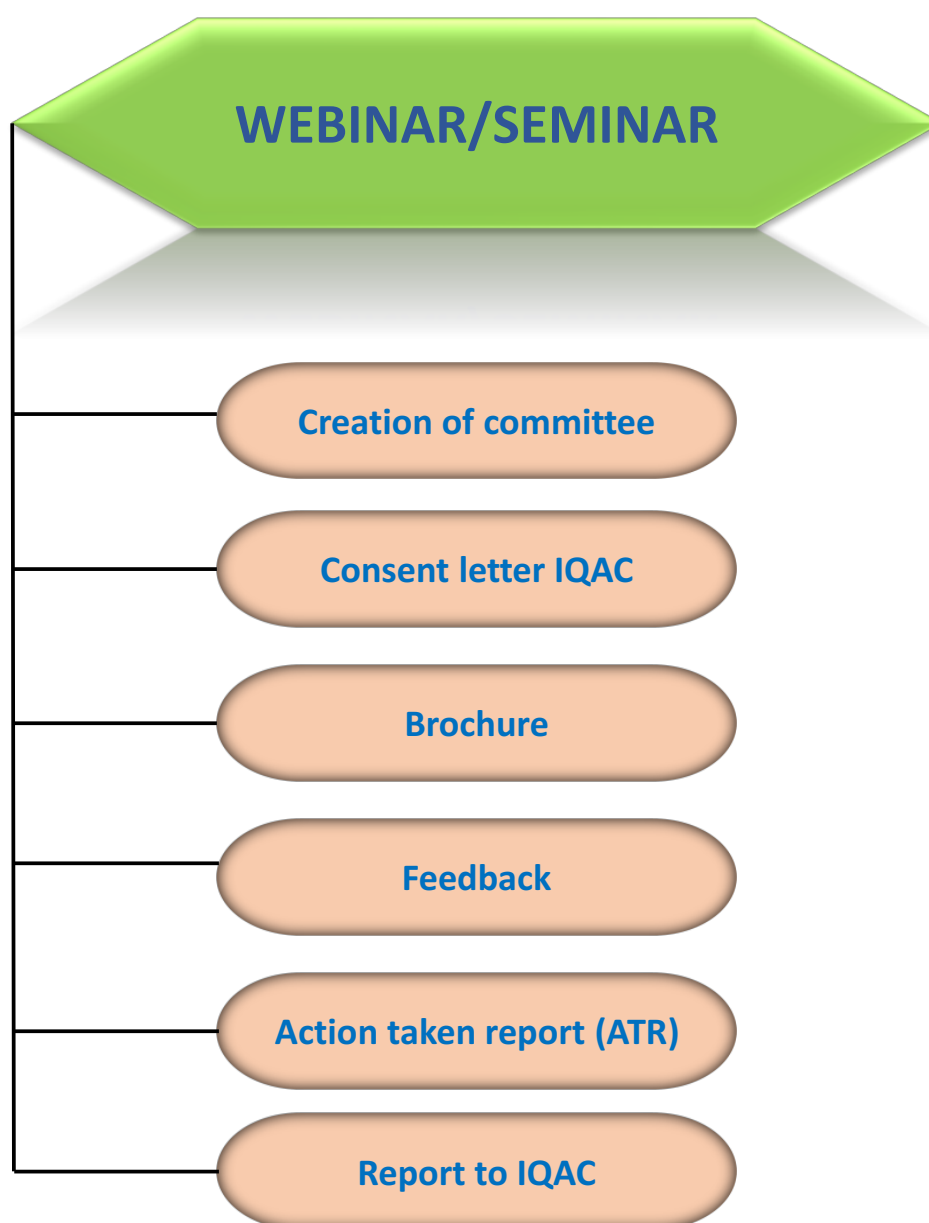 WEBINAR/SEMINAR
Creation of committee
Consent letter IQAC
Brochure
Feedback
Action taken report (ATR)
Report to IQAC